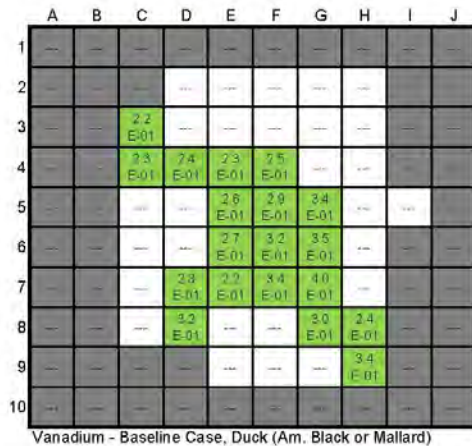 A B C D E F G H I J
1 --- --- --- --- --- --- --- --- --- ---
2 --- --- --- --- --- --- --- --- --- ---
3 --- --- 2.2 --- --- --- --- --- --- ---
E-01
4 --- --- 2.3 2.4 2.3 2.5 --- --- --- ---
E-01 E-01 E-01 E-01
5 --- --- --- --- 2.6 2.9 3.4 --- --- ---
E-01 E-01 E-01
6 --- --- --- --- 2.7 3.2 3.5 --- --- ---
E-01 E-01 E-01
7 --- --- --- 2.2 3.4 4.0 --- --- ---
E-01 E-01 E-01 E-01
8 --- --- --- 3.2 --- --- 3.0 2.4 --- ---
E-01 E-01 E-01
9 --- --- --- --- --- --- --- 3.4 --- ---
E-01
10 --- --- --- --- --- --- --- --- --- ---
Vanadium - Baseline Case, Duck (Am. Black or Mallard)